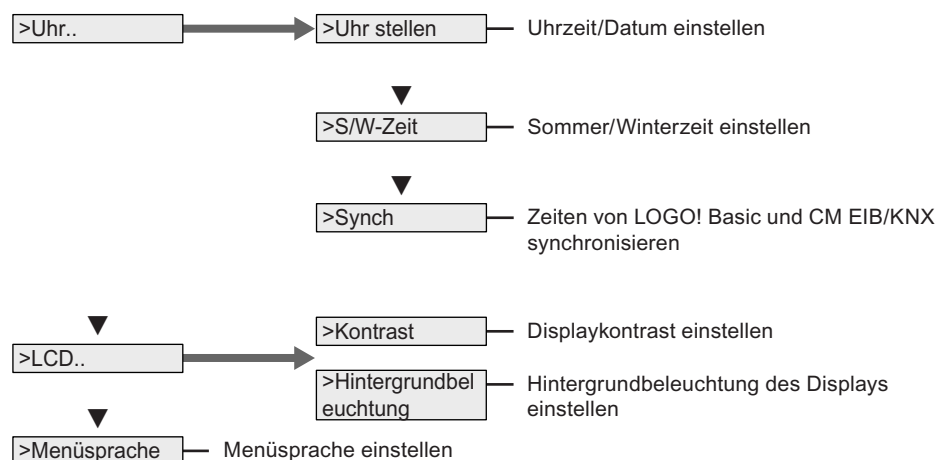 >Uhr..
>Uhr stellen
Uhrzeit/Datum einstellen
>S/W-Zeit
Sommer/Winterzeit einstellen
>Synch
Zeiten von LOGO! Basic und CM EIB/KNX
synchronisieren
>LCD..
>Kontrast
Displaykontrast einstellen
>Hintergrundbel
euchtung
Hintergrundbeleuchtung des Displays
einstellen
>Menüsprache
Menüsprache einstellen